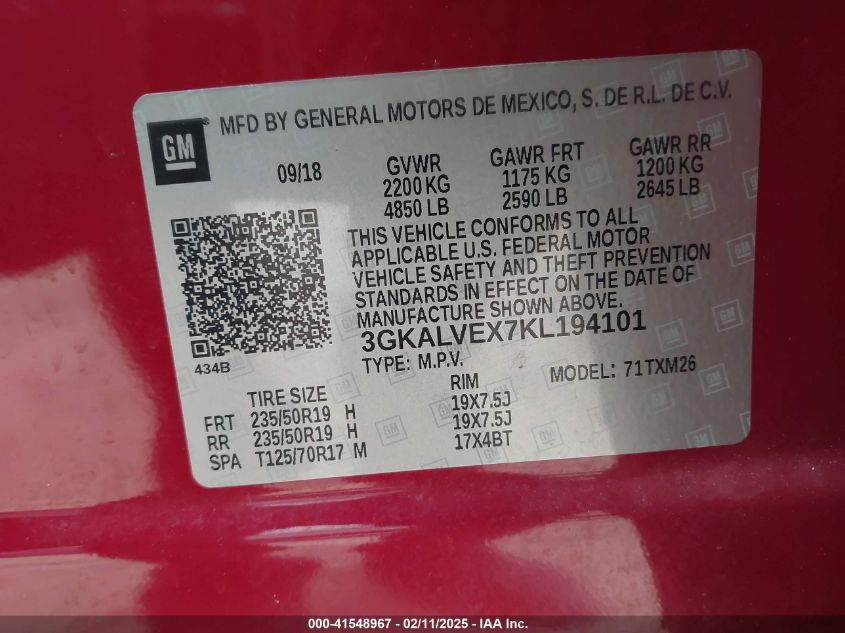 GM
®
MFD BY GENERAL MOTORS DE MEXICO, S. DE R.L. DE C.V.
09/18
GVWR
2200 KG
4850 LB
GAWR FRT
1175 KG
2590 LB
GAWR RR
1200 KG
2645 LB
THIS VEHICLE CONFORMS TO ALL
APPLICABLE U.S. FEDERAL MOTOR
VEHICLE SAFETY AND THEFT PREVENTION
STANDARDS IN EFFECT ON THE DATE OF
MANUFACTURE SHOWN ABOVE.
3GKALVEX7KL194101
434B
TYPE: M.P.V.
MODEL: 71TXM26
TIRE SIZE RIM
FRT 235/50R19 H 19X7.5J
RR 235/50R19 H 19X7.5J
SPA T125/70R17 M 17X4BT
000-41548967 - 02/11/2025 - IAA Inc.